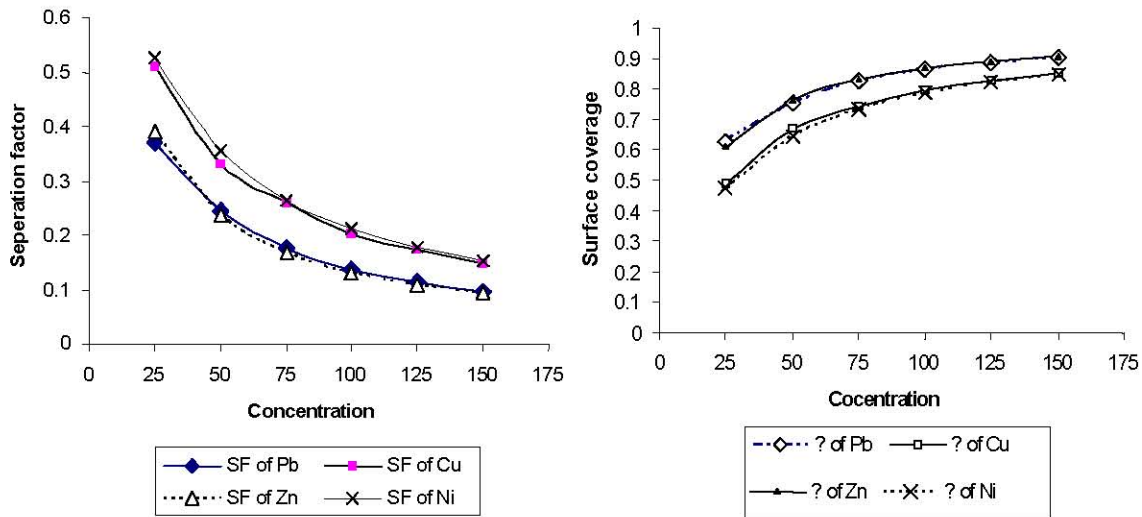 0.6
0.5
0.4
0.3
0.2
0.1
0
Seperation factor
0 25 50 75 100 125 150 175
Concentration
SF of Pb SF of Cu
SF of Zn SF of Ni
1
0.9
0.8
0.7
0.6
0.5
0.4
0.3
0.2
0.1
0
Surface coverage
0 25 50 75 100 125 150 175
Cocentration
? of Pb ? of Cu
? of Zn ? of Ni